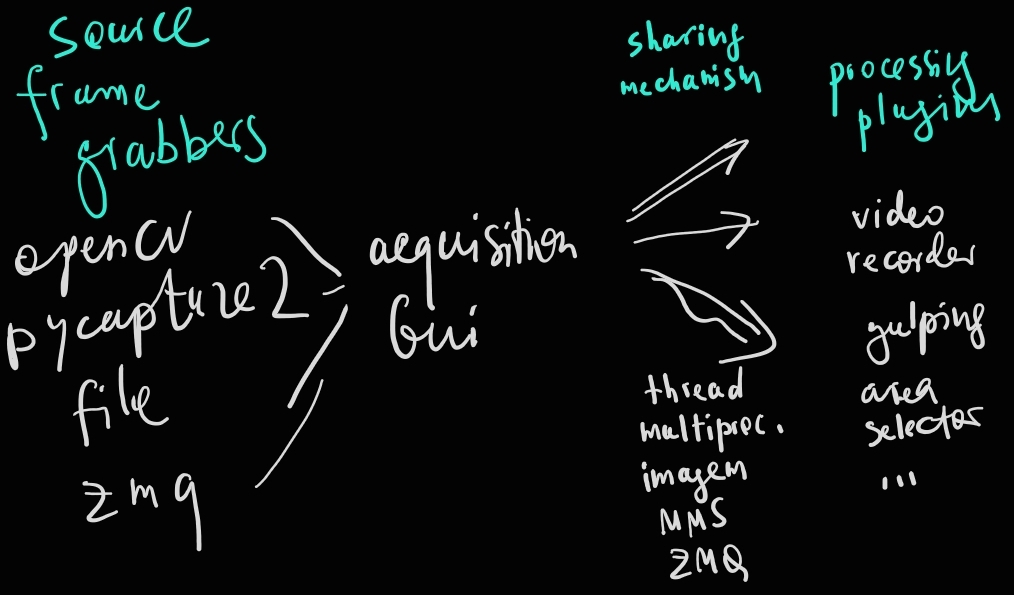 source
frame
grabbers
openCV
pycapture2
file
zmq
acquisition
Gui
sharing
mechanism
thread
multiproc.
imagem
MMS
ZMQ
processing
plugins
video
recorder
gulping
area
selector
...